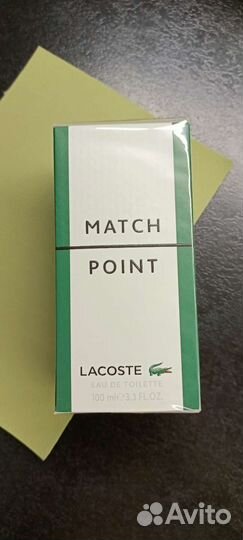 MATCH
POINT
LACOSTE
EAU DE TOILETTE
100 ml e 3.3 FL.OZ.
Avito